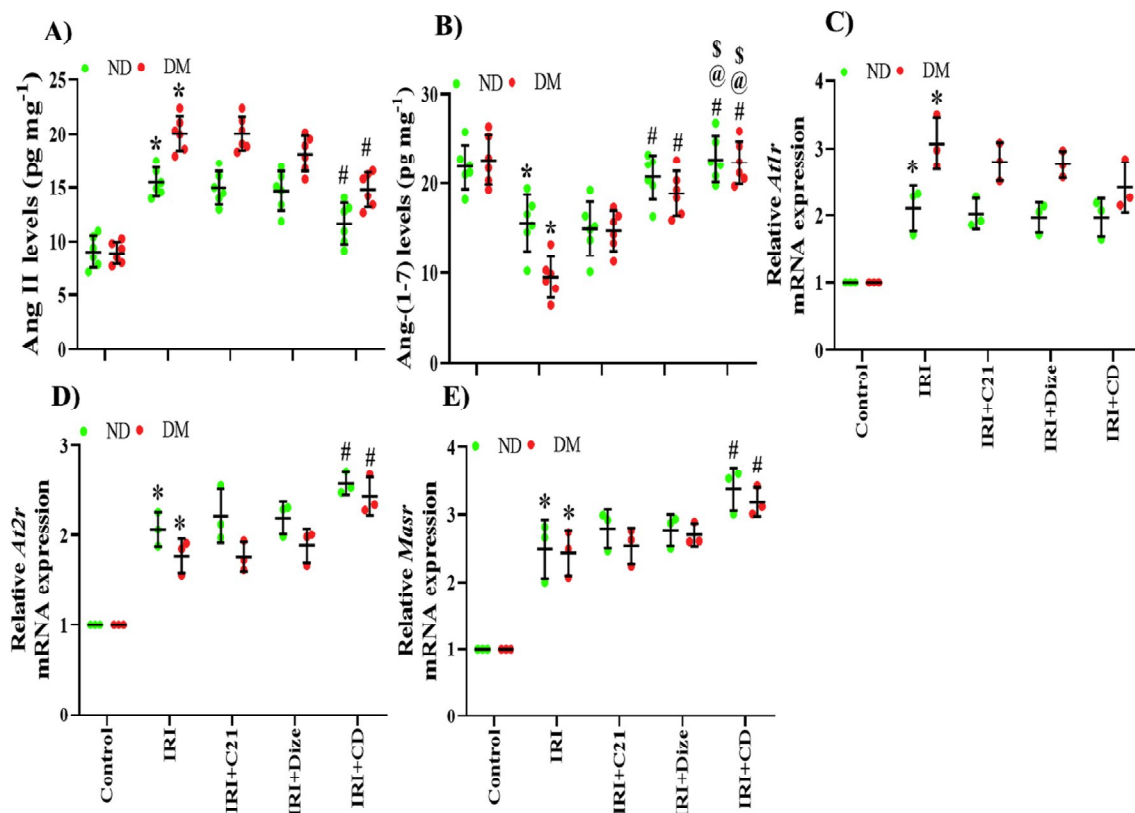 A)
ND DM
Ang II levels (pg mg-1)
25
20
15
10
5
0
*
*
#
#
B)
ND DM
Ang-(1-7) levels (pg mg-1)
30
20
10
0
*
*
#
#
$
@
#
$
@
#
C)
ND
DM
Relative At1r
mRNA expression
4
3
2
1
0
*
*
Control
IRI
IRI+C21
IRI+Dize
IRI+CD
D)
ND DM
Relative At2r
mRNA expression
3
2
1
0
*
*
#
#
Control
IRI
IRI+C21
IRI+Dize
IRI+CD
E)
ND DM
Relative Masr
mRNA expression
4
3
2
1
0
*
*
#
#
Control
IRI
IRI+C21
IRI+Dize
IRI+CD